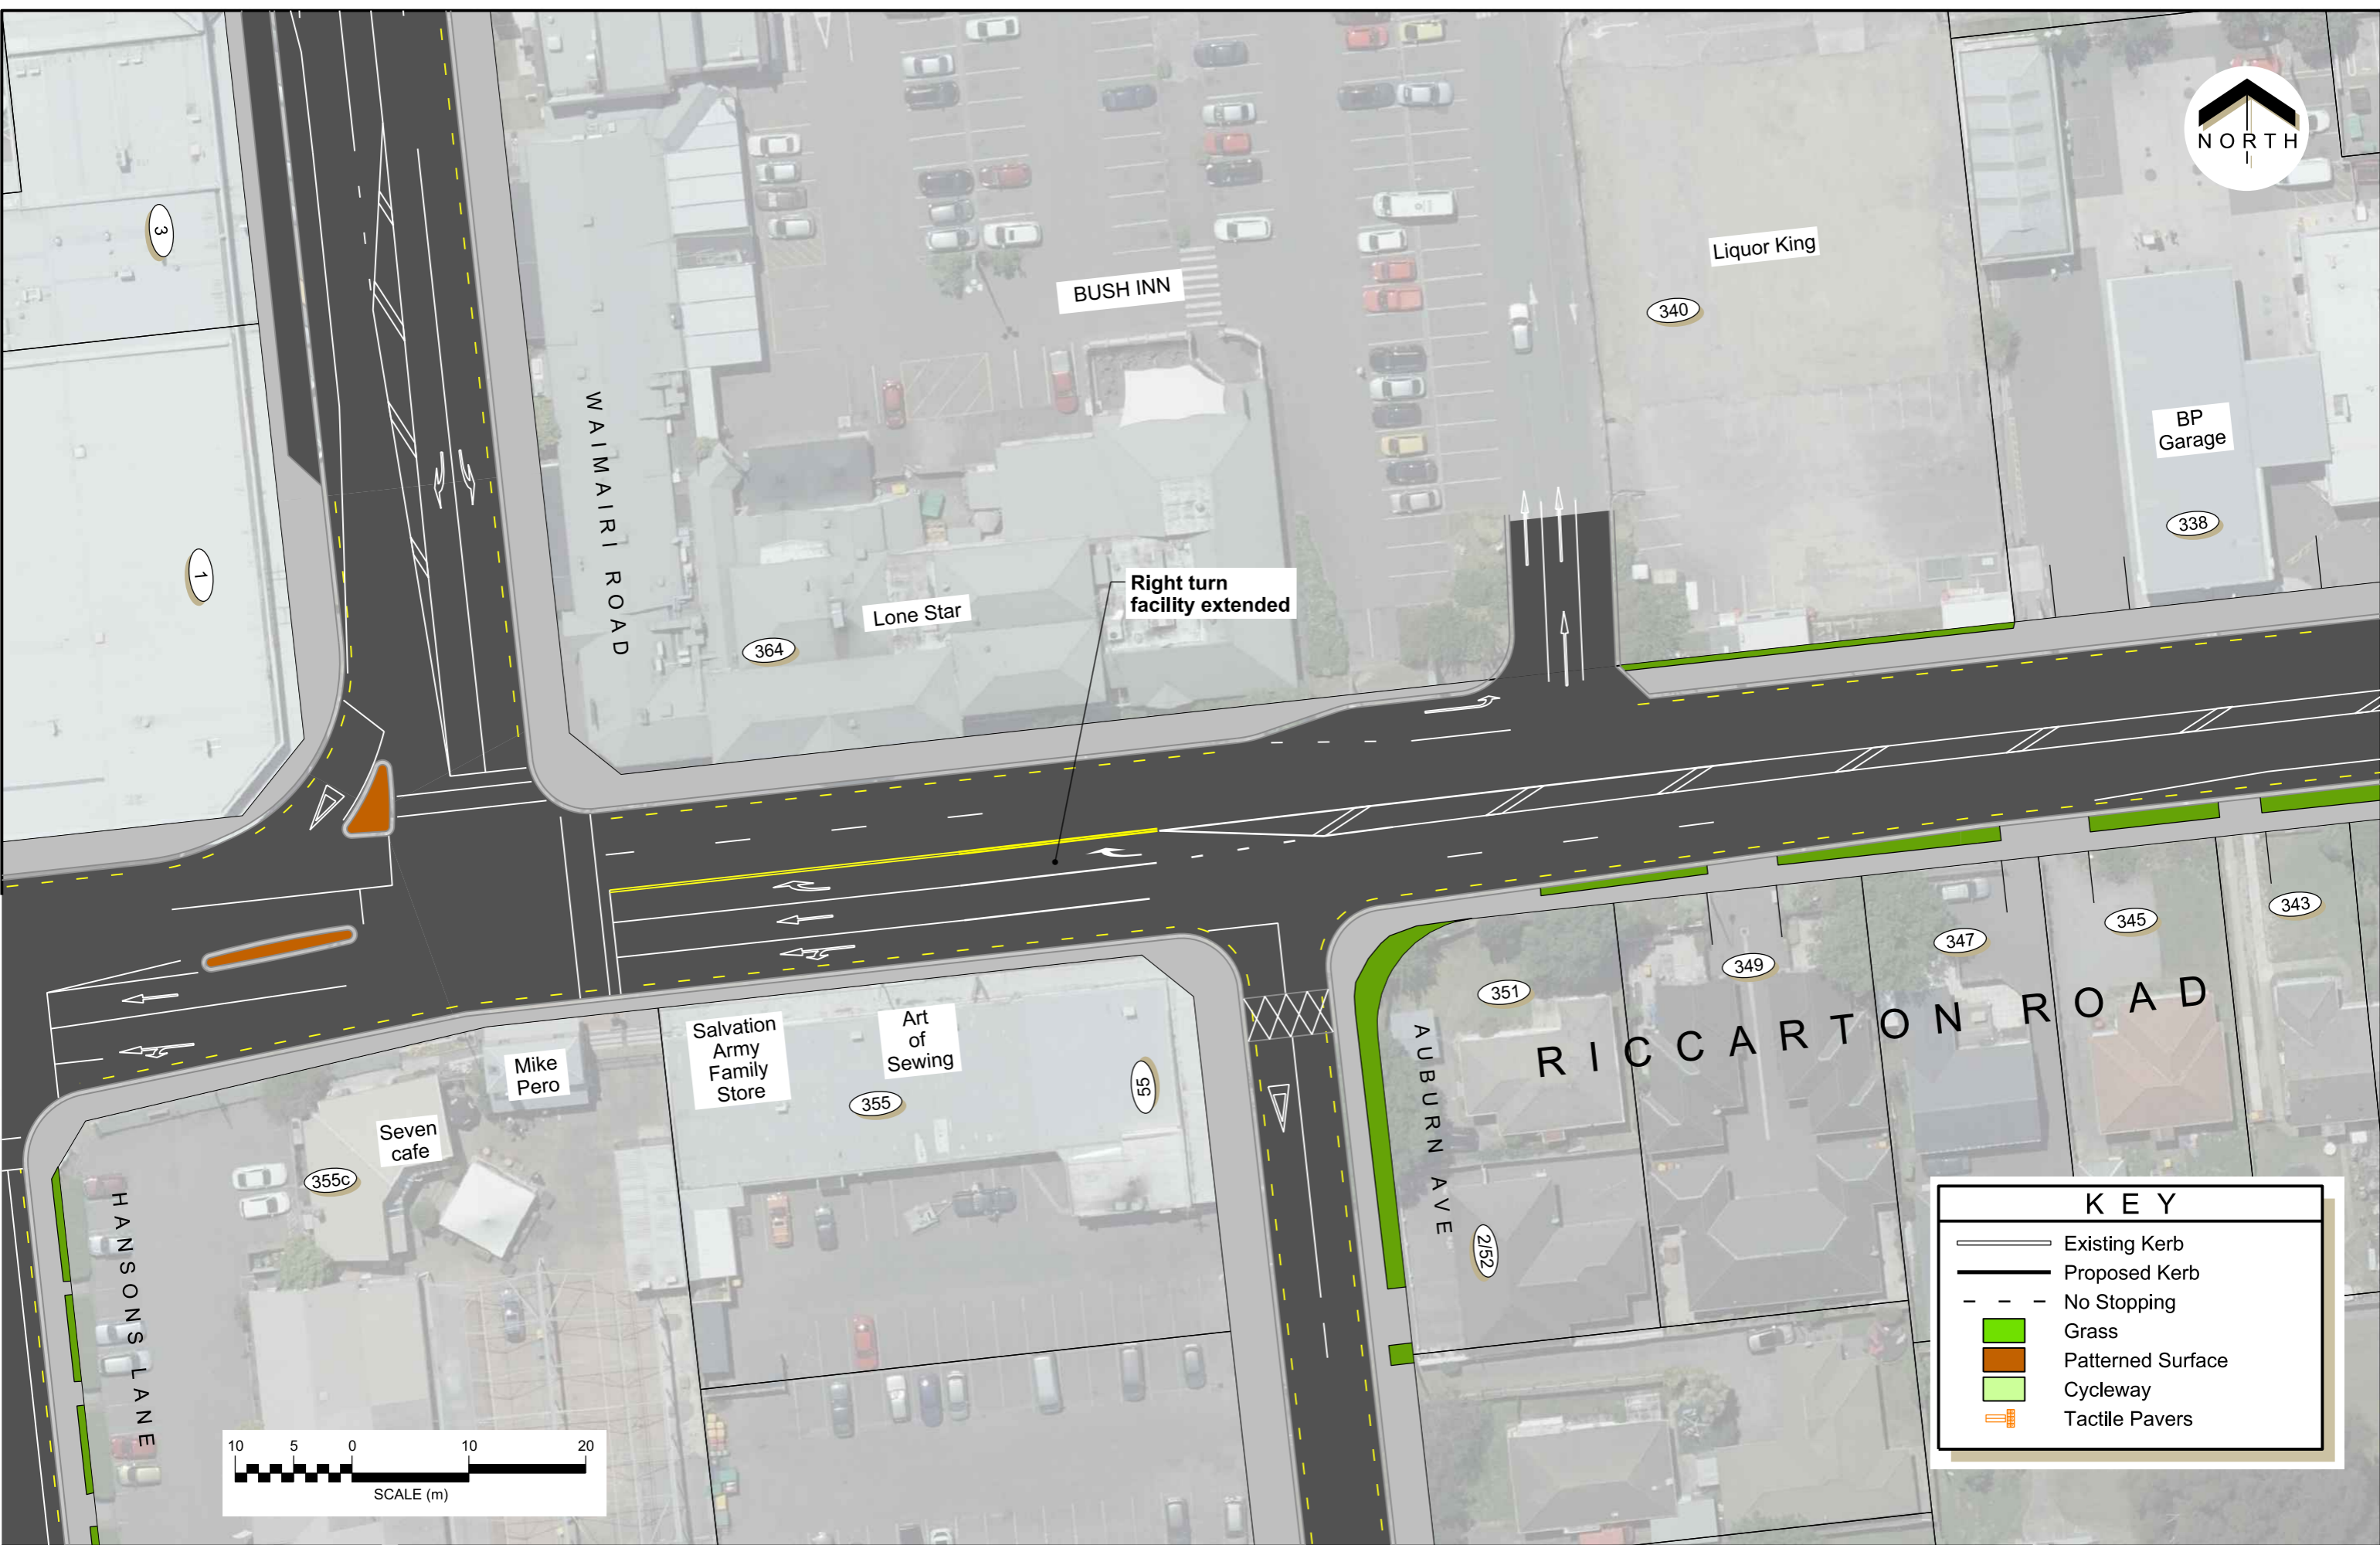 NORTH
3
Liquor King
BUSH INN
340
WAIMAIRI ROAD
BP
Garage
338
1
Right turn
facility extended
Lone Star
364
343
345
347
349
351
RICCARTON ROAD
Salvation
Army
Family
Store
Art
of
Sewing
Mike
Pero
55
355
AUBURN AVE
Seven
cafe
355c
HANSONS LANE
2/52
KEY
Existing Kerb
Proposed Kerb
No Stopping
Grass
Patterned Surface
Cycleway
Tactile Pavers
10 5 0 10 20
SCALE (m)